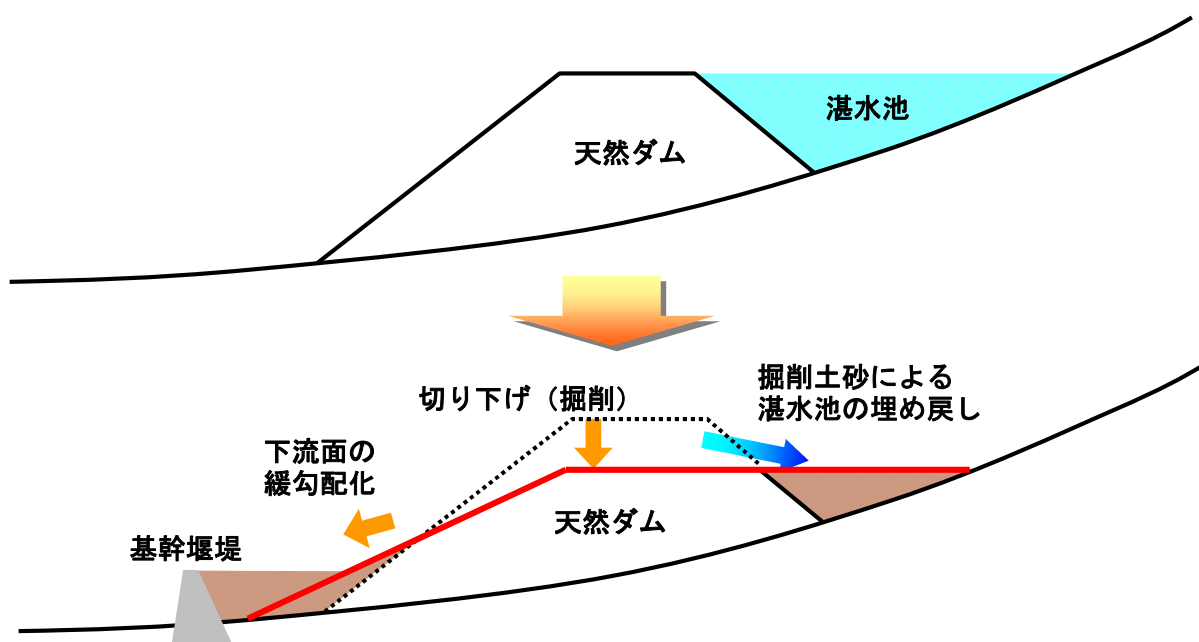 湛水池
天然ダム
切り下げ（掘削）
掘削土砂による
湛水池の埋め戻し
下流面の
緩勾配化
天然ダム
基幹堰堤